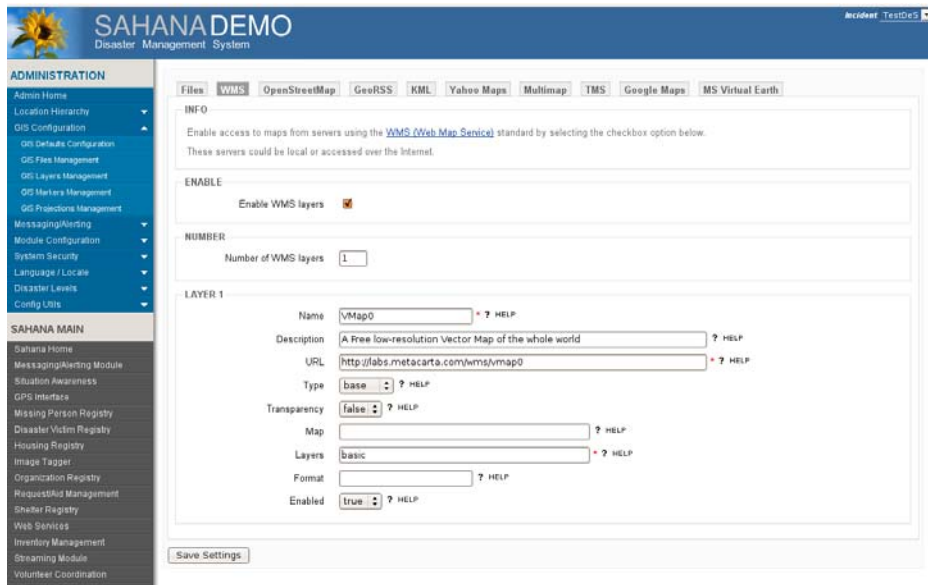 SAHANA DEMO
Disaster Management System
Incident TestDeS
ADMINISTRATION
Admin Home
Location Hierarchy
GIS Configuration
GIS Defaults Configuration
GIS Files Management
GIS Layers Management
GIS Markers Management
GIS Projections Management
Messaging/Alerting
Module Configuration
System Security
Language / Locale
Disaster Levels
Config Utils
SAHANA MAIN
Sahana Home
Messaging/Alerting Module
Situation Awareness
GPS Interface
Missing Person Registry
Disaster Victim Registry
Housing Registry
Image Tagger
Organization Registry
Request/Aid Management
Shelter Registry
Web Services
Inventory Management
Streaming Module
Volunteer Coordination
Files WMS OpenStreetMap GeoRSS KML Yahoo Maps Multimap TMS Google Maps MS Virtual Earth
INFO
Enable access to maps from servers using the WMS (Web Map Service) standard by selecting the checkbox option below.
These servers could be local or accessed over the Internet.
ENABLE
Enable WMS layers
NUMBER
Number of WMS layers 1
LAYER 1
Name VMap0 * ? HELP
Description A Free low-resolution Vector Map of the whole world ? HELP
URL http://labs.metacarta.com/wms/vmap0 * ? HELP
Type base ? HELP
Transparency false ? HELP
Map ? HELP
Layers basic * ? HELP
Format ? HELP
Enabled true ? HELP
Save Settings